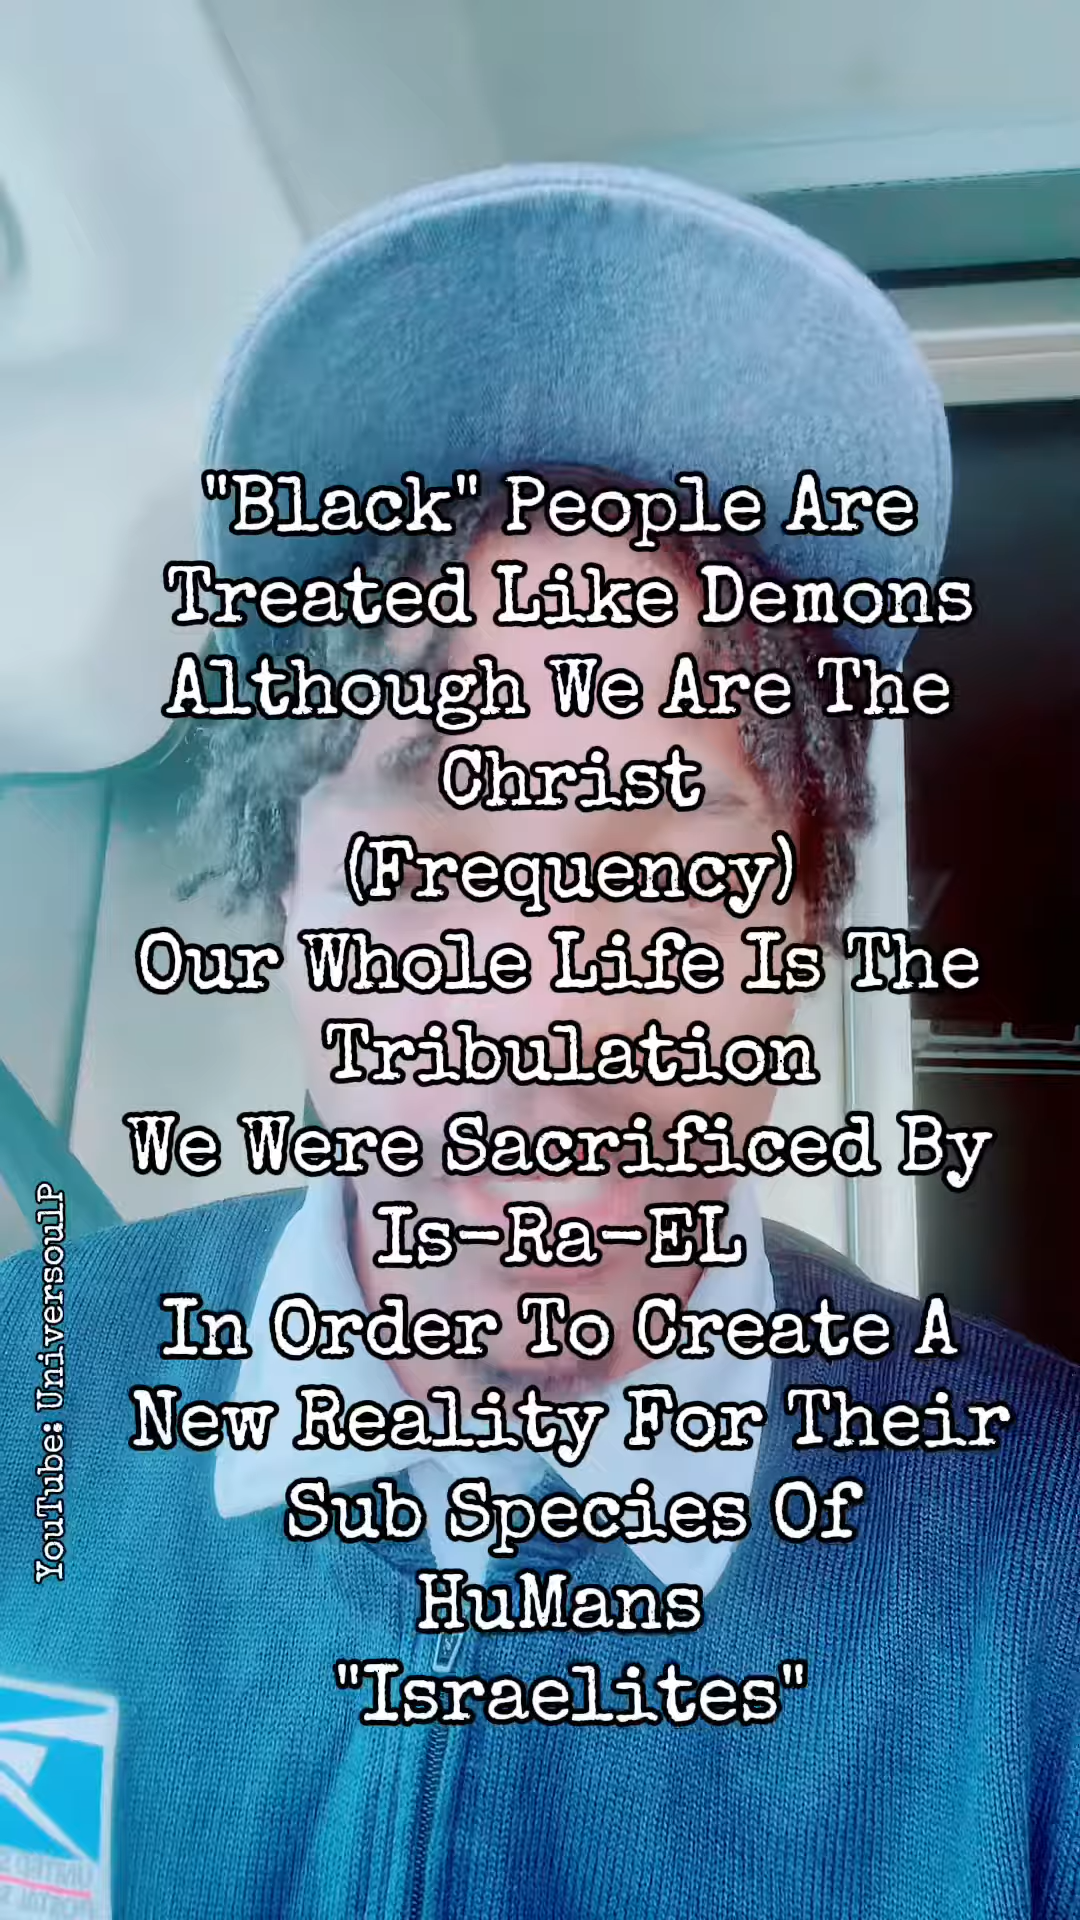 "Black" People Are
Treated Like Demons
Although We Are The
Christ
(Frequency)
Our Whole Life Is The
Tribulation
We Were Sacrificed By
Is-Ra-EL
In Order To Create A
New Reality For Their
Sub Species Of
HuMans
"Israelites"
YouTube: UniversoulP
UNITED S
POSTAL S